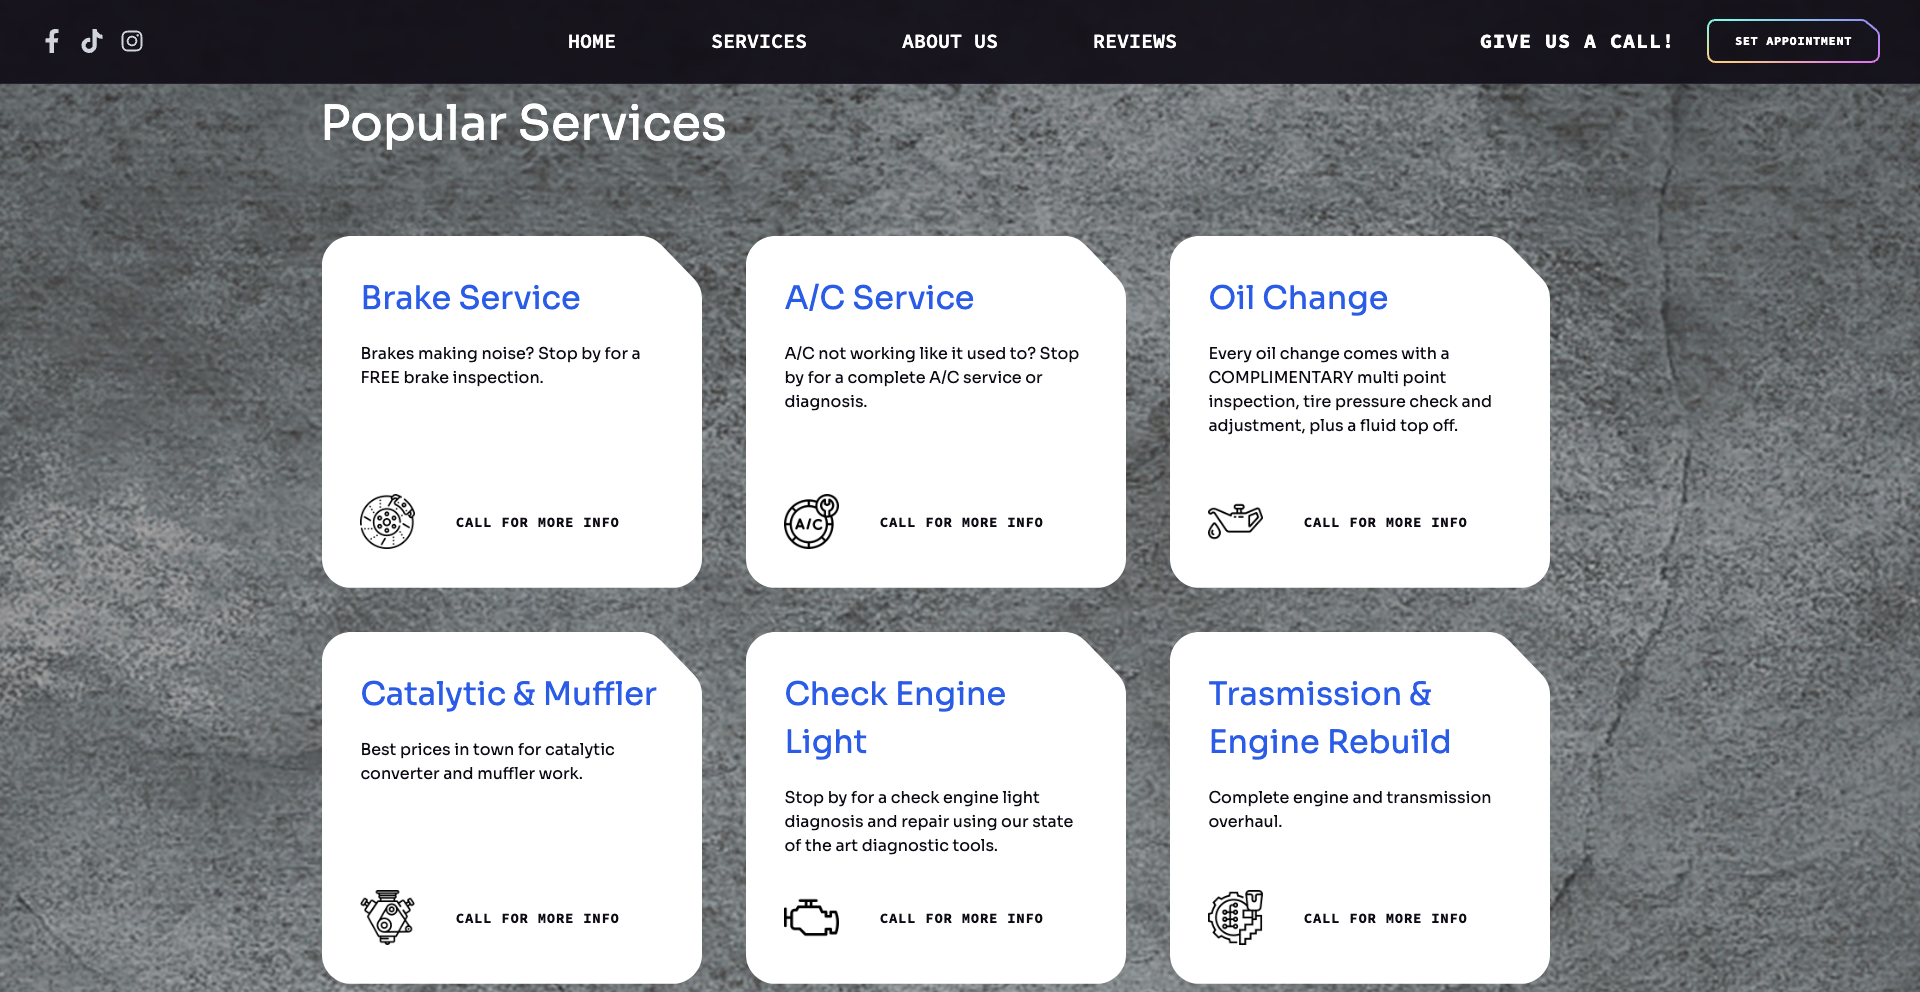 HOME
SERVICES
ABOUT US
REVIEWS
GIVE US A CALL!
SET APPOINTMENT
Popular Services
Brake Service
Brakes making noise? Stop by for a
FREE brake inspection.
CALL FOR MORE INFO
A/C Service
A/C not working like it used to? Stop
by for a complete A/C service or
diagnosis.
A/C
CALL FOR MORE INFO
Oil Change
Every oil change comes with a
COMPLIMENTARY multi point
inspection, tire pressure check and
adjustment, plus a fluid top off.
CALL FOR MORE INFO
Catalytic & Muffler
Best prices in town for catalytic
converter and muffler work.
CALL FOR MORE INFO
Check Engine
Light
Stop by for a check engine light
diagnosis and repair using our state
of the art diagnostic tools.
CALL FOR MORE INFO
Trasmission &
Engine Rebuild
Complete engine and transmission
overhaul.
CALL FOR MORE INFO